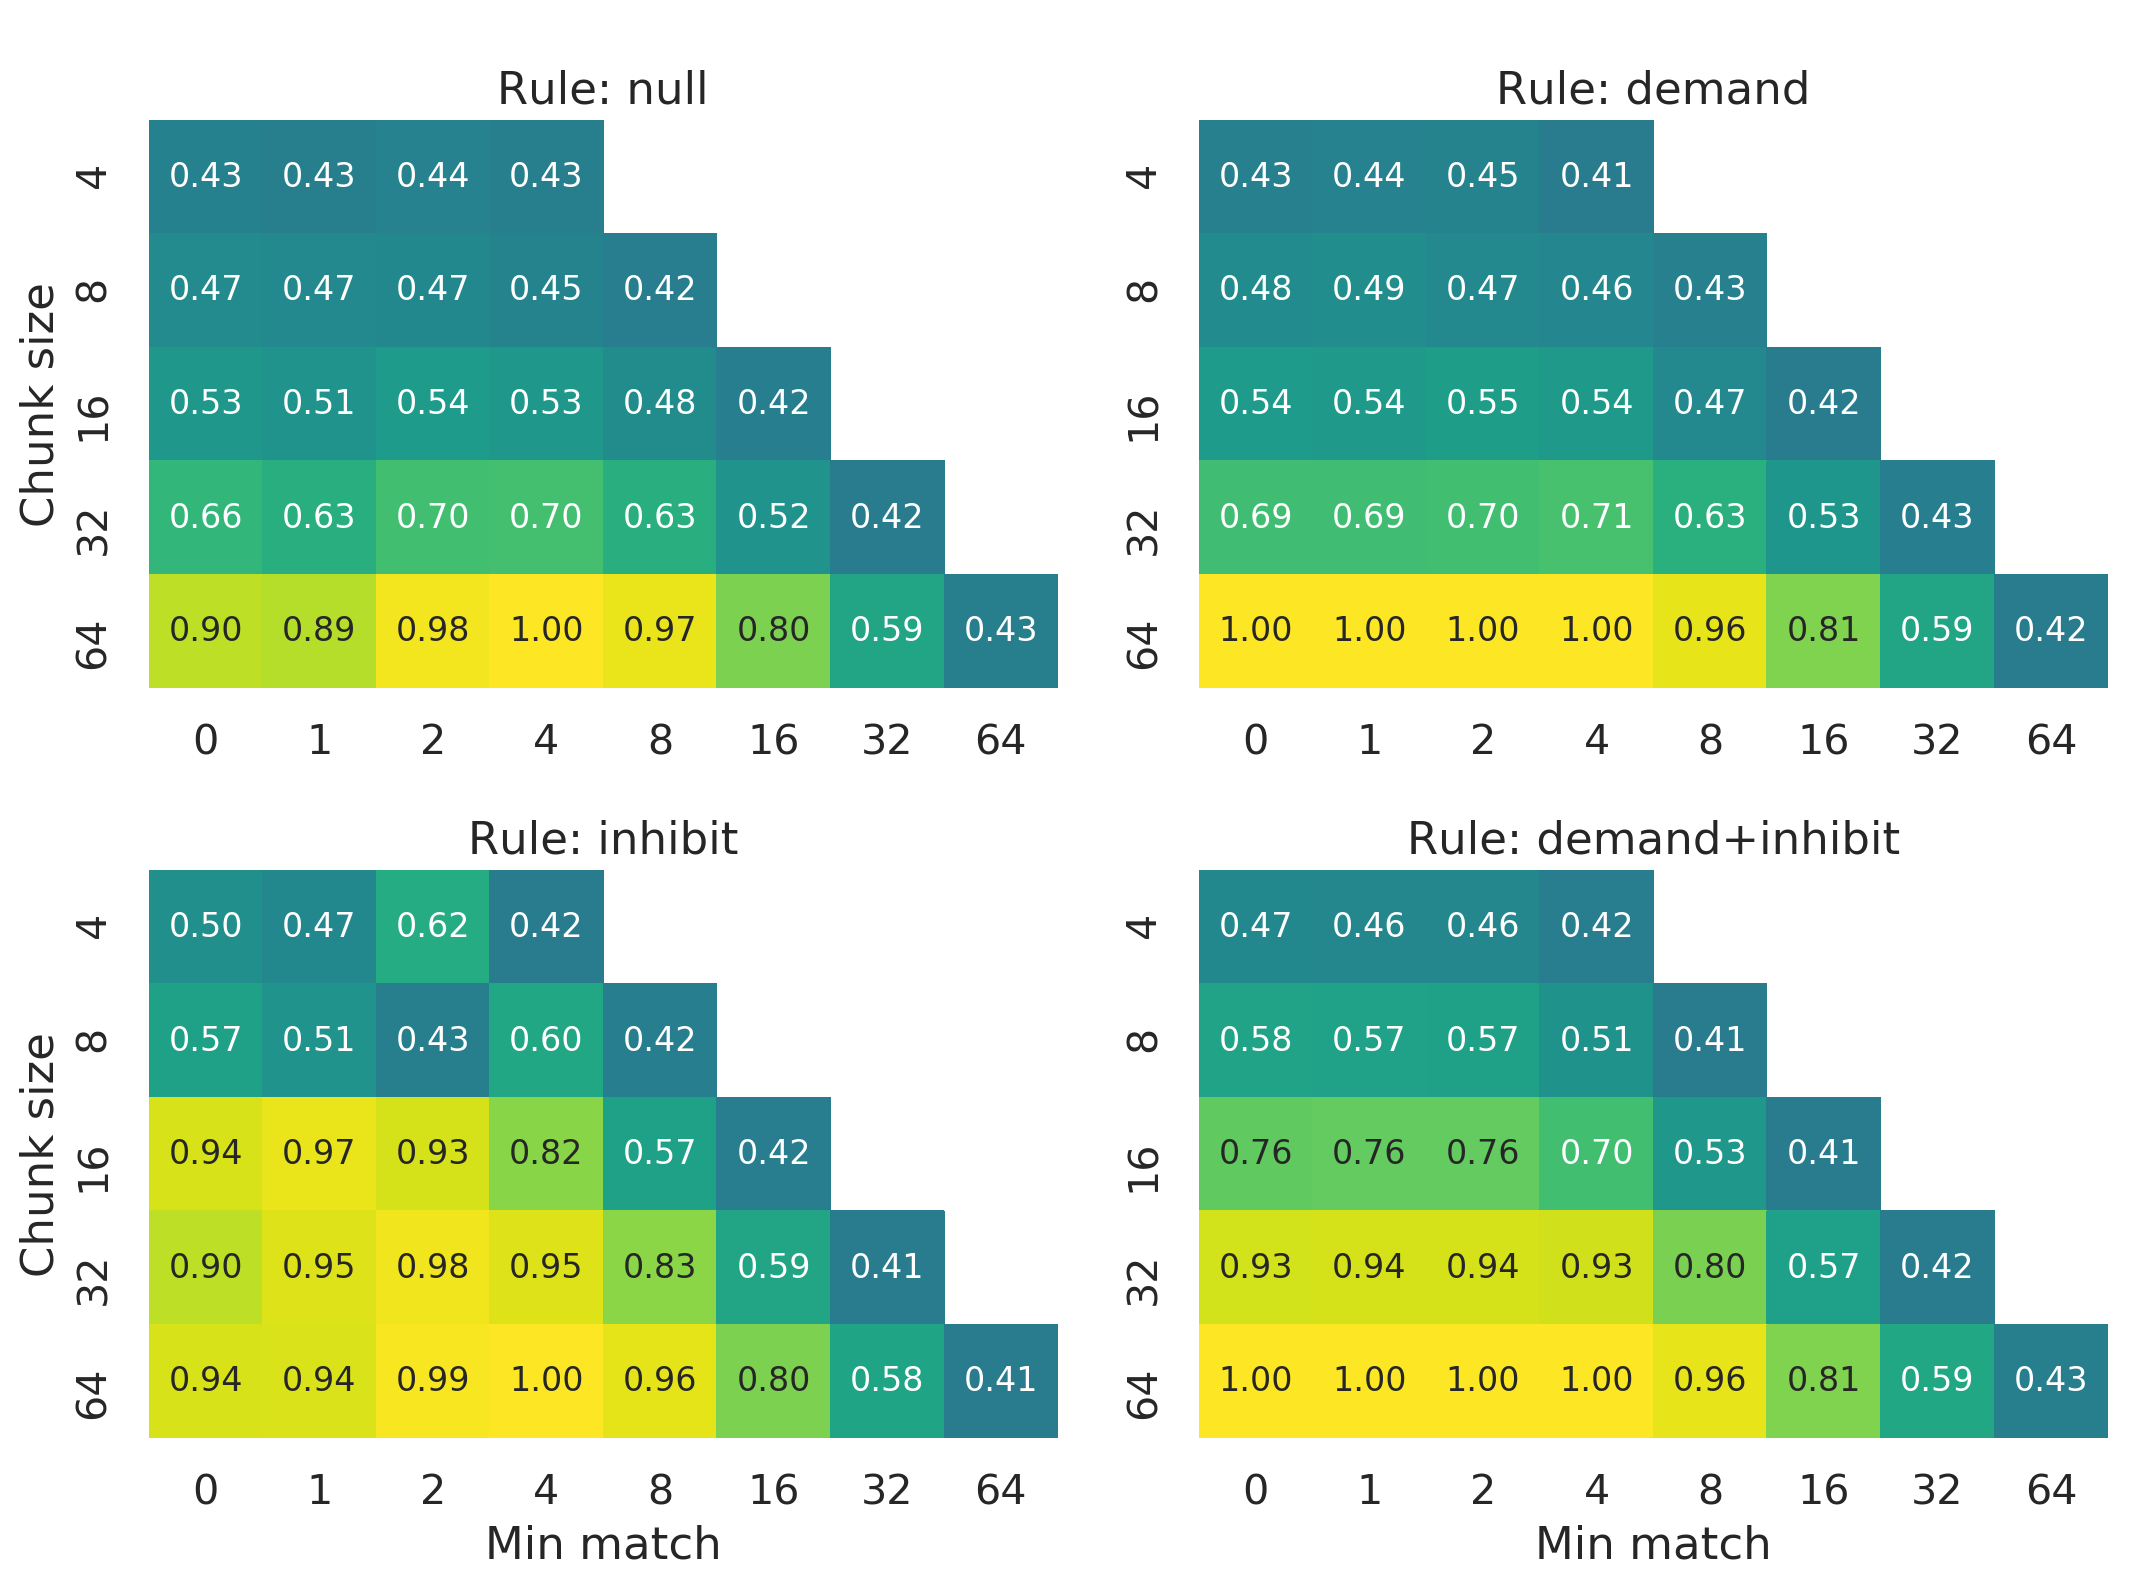 Rule: null
4 0.43 0.43 0.44 0.43
8 0.47 0.47 0.47 0.45 0.42
16 0.53 0.51 0.54 0.53 0.48 0.42
32 0.66 0.63 0.70 0.70 0.63 0.52 0.42
64 0.90 0.89 0.98 1.00 0.97 0.80 0.59 0.43
0 1 2 4 8 16 32 64
Chunk size
Rule: demand
4 0.43 0.44 0.45 0.41
8 0.48 0.49 0.47 0.46 0.43
16 0.54 0.54 0.55 0.54 0.47 0.42
32 0.69 0.69 0.70 0.71 0.63 0.53 0.43
64 1.00 1.00 1.00 1.00 0.96 0.81 0.59 0.42
0 1 2 4 8 16 32 64
Rule: inhibit
4 0.50 0.47 0.62 0.42
8 0.57 0.51 0.43 0.60 0.42
16 0.94 0.97 0.93 0.82 0.57 0.42
32 0.90 0.95 0.98 0.95 0.83 0.59 0.41
64 0.94 0.94 0.99 1.00 0.96 0.80 0.58 0.41
0 1 2 4 8 16 32 64
Chunk size
Min match
Rule: demand+inhibit
4 0.47 0.46 0.46 0.42
8 0.58 0.57 0.57 0.51 0.41
16 0.76 0.76 0.76 0.70 0.53 0.41
32 0.93 0.94 0.94 0.93 0.80 0.57 0.42
64 1.00 1.00 1.00 1.00 0.96 0.81 0.59 0.43
0 1 2 4 8 16 32 64
Min match